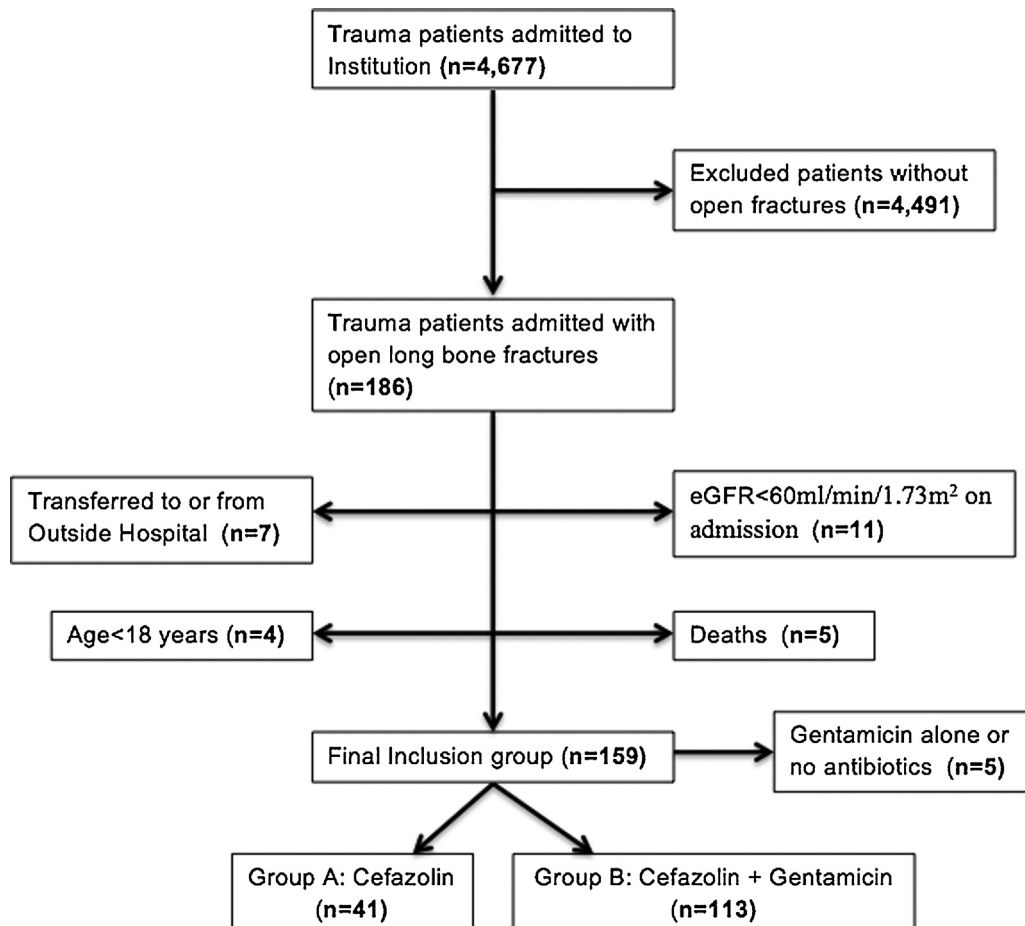 Trauma patients admitted to
Institution (n=4,677)
Excluded patients without
open fractures (n=4,491)
Trauma patients admitted with
open long bone fractures
(n=186)
Transferred to or from
Outside Hospital (n=7)
eGFR<60ml/min/1.73m² on
admission (n=11)
Age<18 years (n=4)
Deaths (n=5)
Final Inclusion group (n=159)
Gentamicin alone or
no antibiotics (n=5)
Group A: Cefazolin
(n=41)
Group B: Cefazolin + Gentamicin
(n=113)